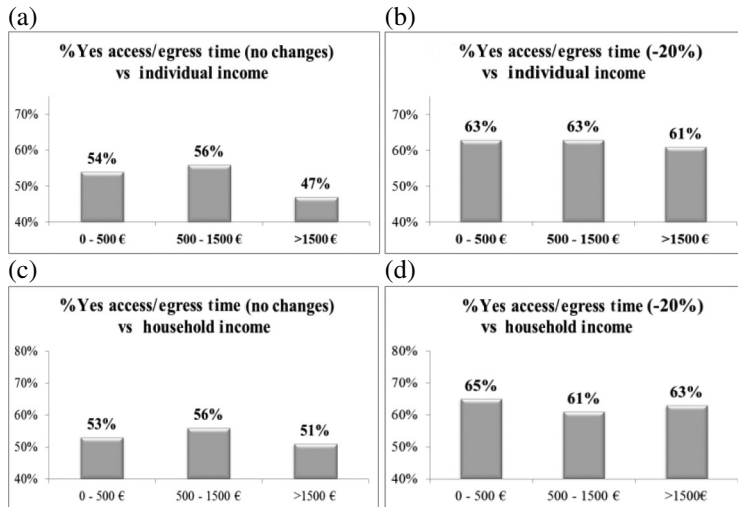 (a)
%Yes access/egress time (no changes)
vs individual income
70%
60%
50%
40%
54%
56%
47%
0 - 500 €
500 - 1500 €
>1500 €
(b)
%Yes access/egress time (-20%)
vs individual income
70%
60%
50%
40%
63%
63%
61%
0 - 500 €
500 - 1500 €
>1500 €
(c)
%Yes access/egress time (no changes)
vs household income
80%
70%
60%
50%
40%
53%
56%
51%
0 - 500 €
500 - 1500 €
>1500 €
(d)
%Yes access/egress time (-20%)
vs household income
80%
70%
60%
50%
40%
65%
61%
63%
0 - 500 €
500 - 1500 €
>1500€